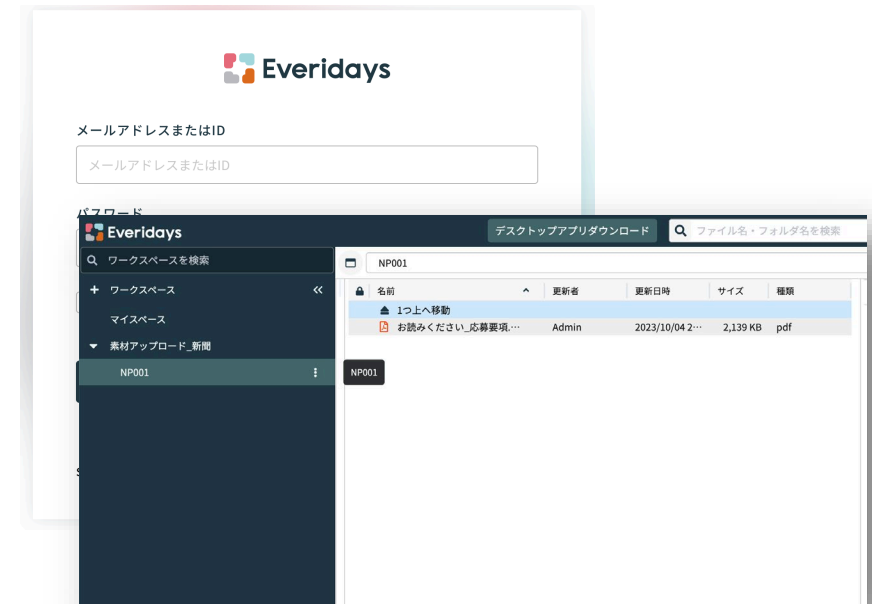 Everidays
メールアドレスまたはID
メールアドレスまたはID
パスワード
Everidays
デスクトップアプリダウンロード
ファイル名・フォルダ名を検索
ワークスペースを検索
NP001
ワークスペース
名前 更新者 更新日時 サイズ 種類
1つ上へ移動
マイスペース
お読みください_応募要項.… Admin 2023/10/04 2… 2,139 KB pdf
素材アップロード_新聞
NP001
NP001